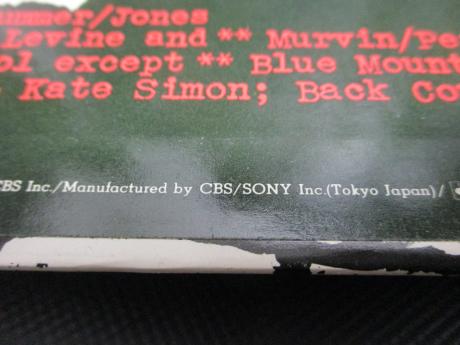 ummer/Jones
Levine and ** Murvin/Pe
ol except ** Blue Mount
Kate Simon; Back Co
CBS Inc./Manufactured by CBS/SONY Inc.(Tokyo Japan)/